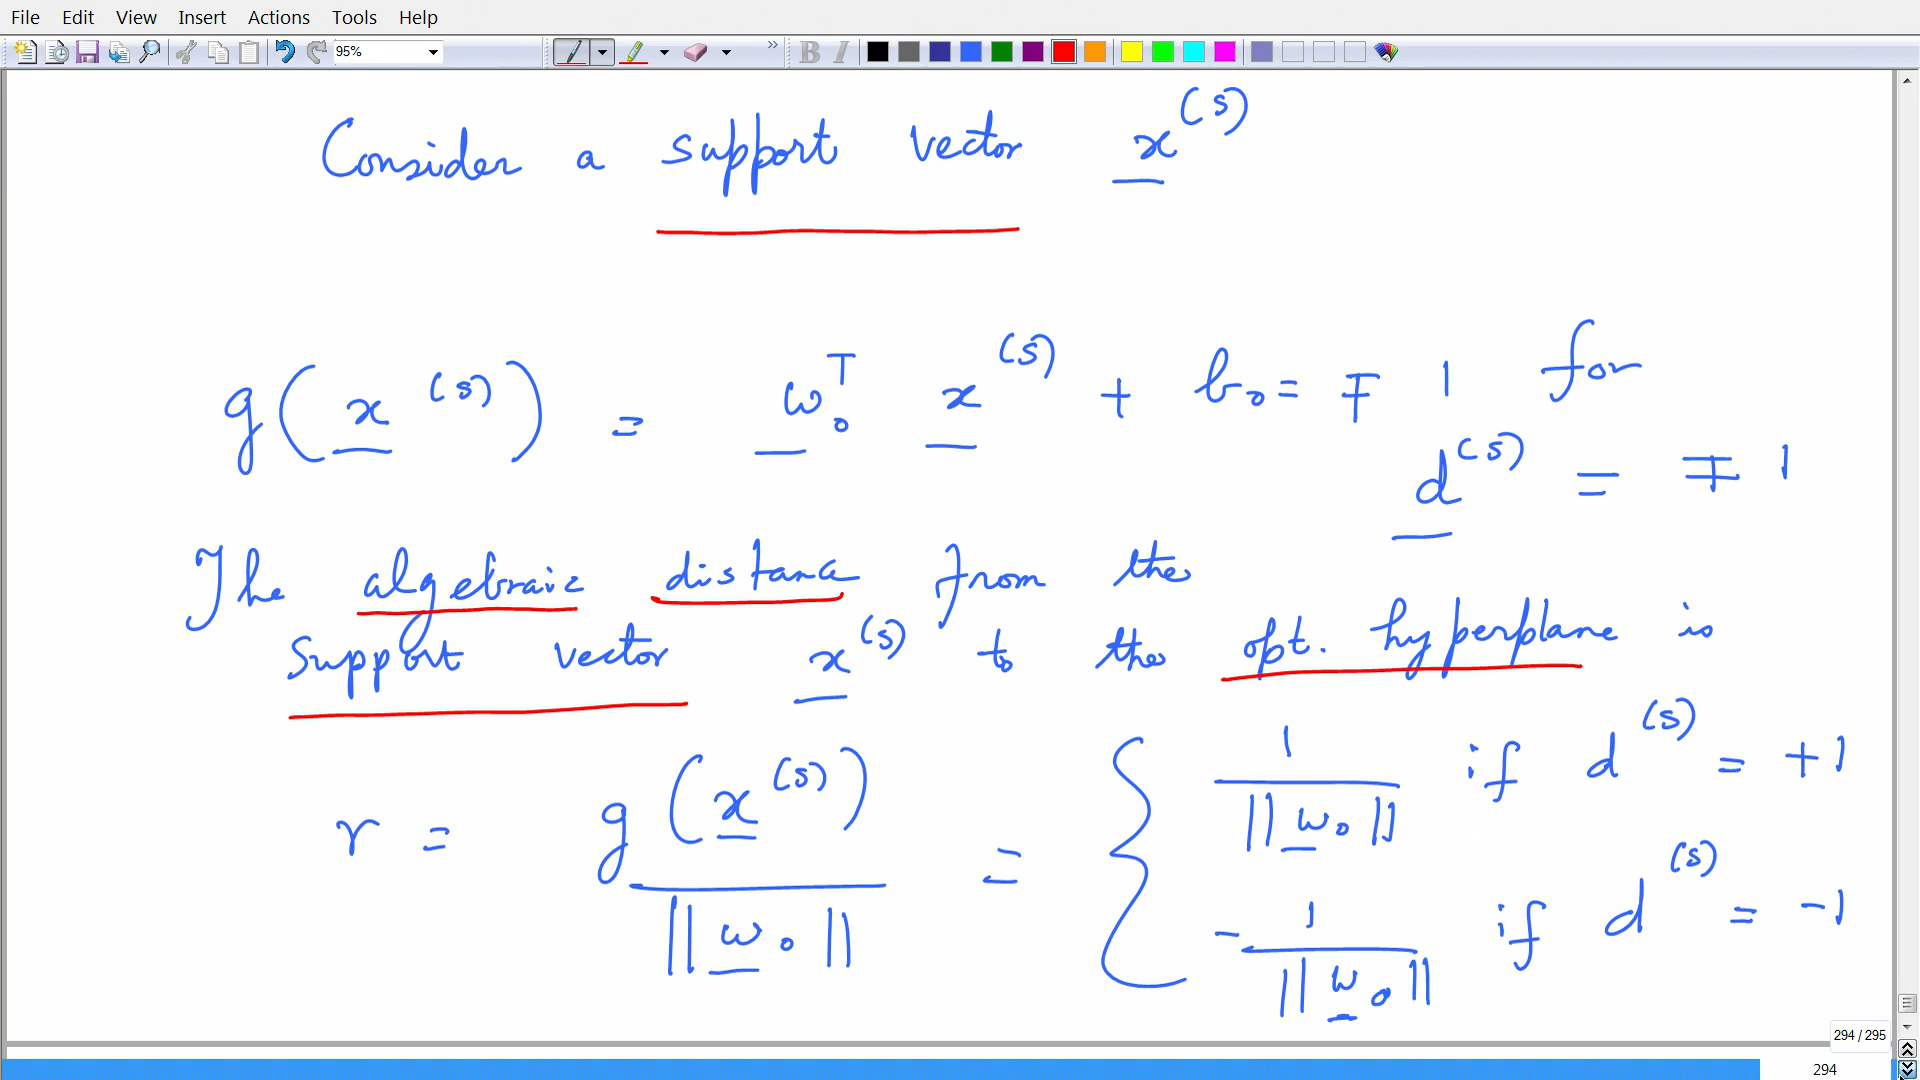 File Edit View Insert Actions Tools Help
95%
Consider a support vector x^(s)
g(x^(s)) = w_o^T x^(s) + b_o = ∓ 1 for
d^(s) = ∓ 1
The algebraic distance from the
support vector x^(s) to the opt. hyperplane is
r = g(x^(s)) / ||w_o|| = { 1 / ||w_o|| if d^(s) = +1
- 1 / ||w_o|| if d^(s) = -1
294 / 295
294